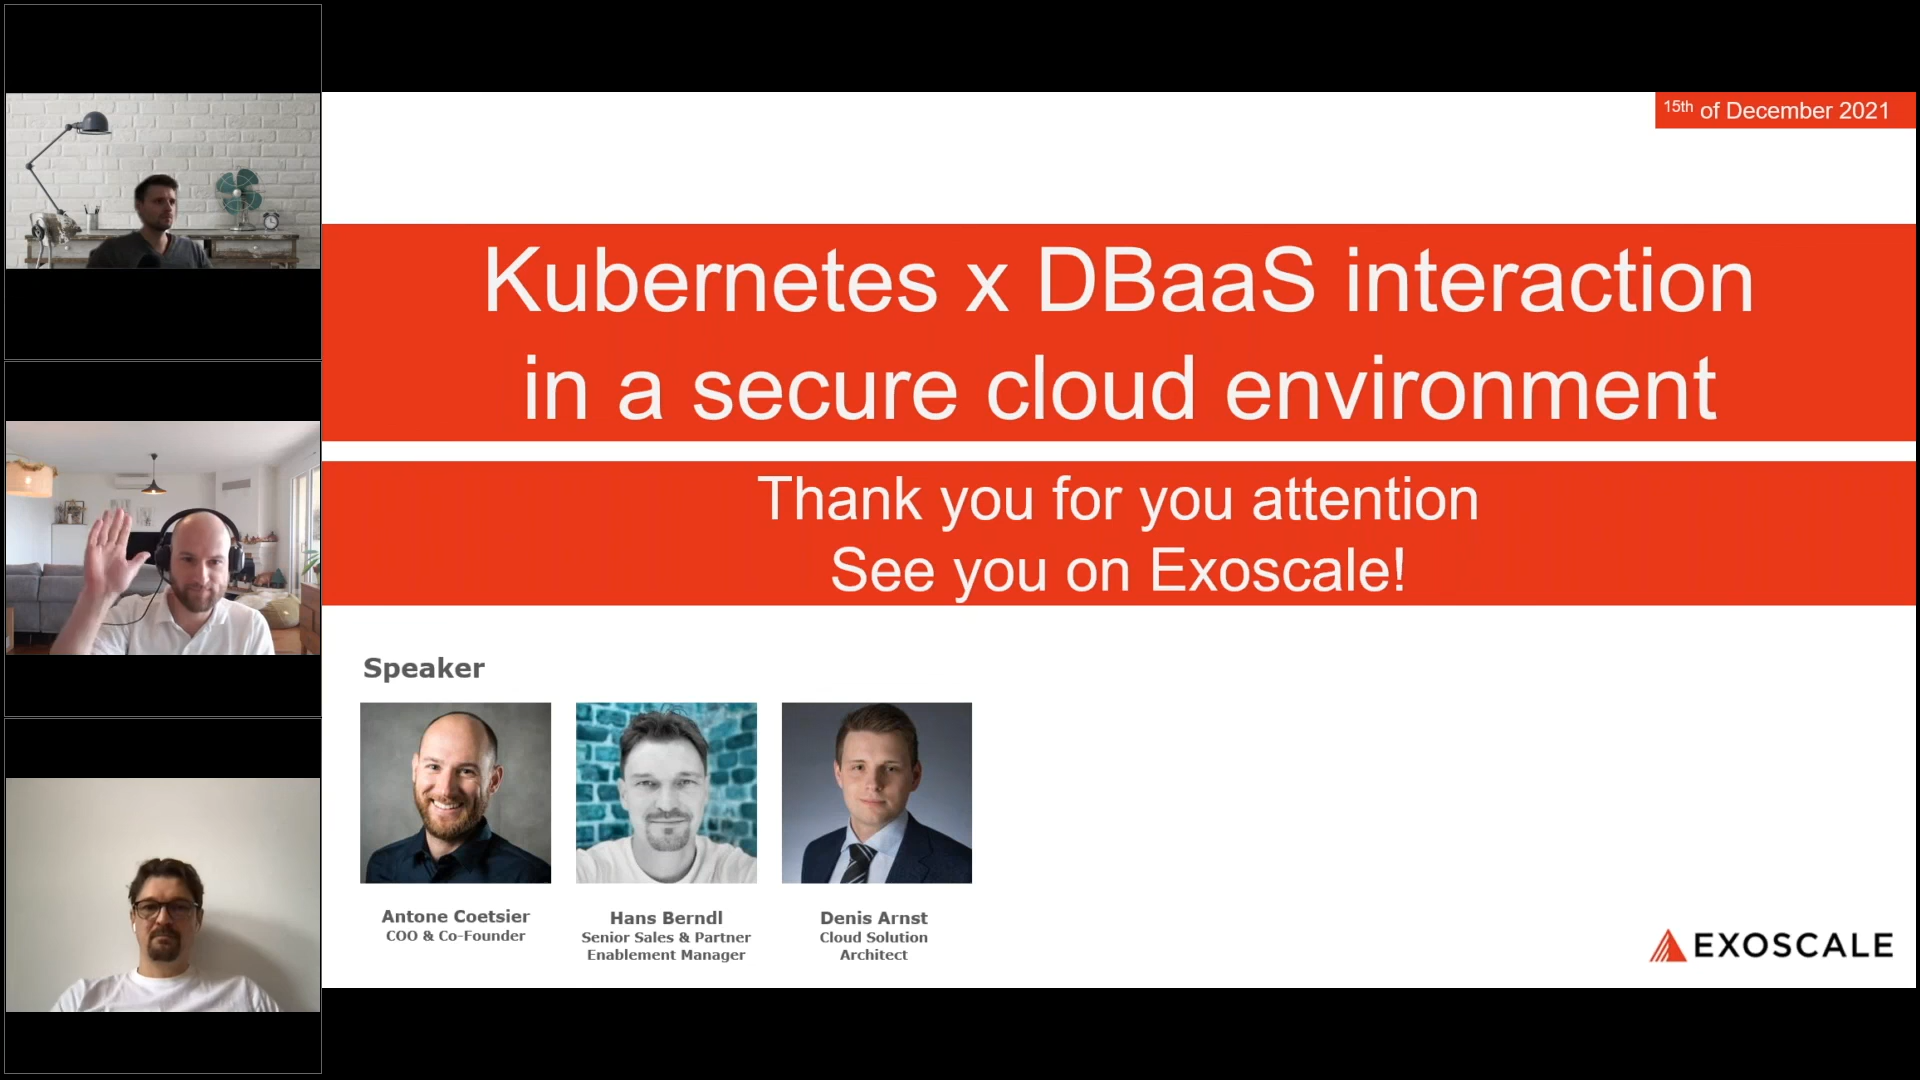 15th of December 2021
Kubernetes x DBaaS interaction
in a secure cloud environment
Thank you for you attention
See you on Exoscale!
Speaker
Antone Coetsier
COO & Co-Founder
Hans Berndl
Senior Sales & Partner
Enablement Manager
Denis Arnst
Cloud Solution
Architect
EXOSCALE